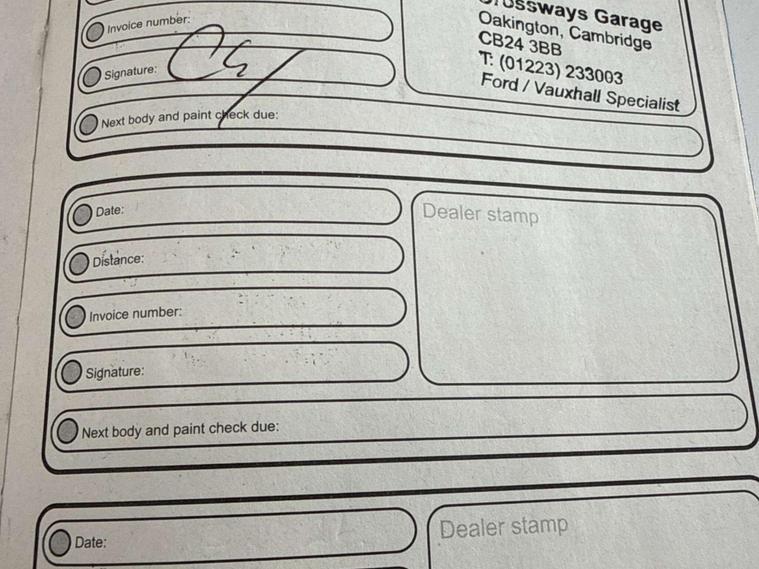 Crossways Garage
Oakington, Cambridge
CB24 3BB
T: (01223) 233003
Ford / Vauxhall Specialist
Invoice number:
Signature:
Next body and paint check due:
Date:
Distance:
Invoice number:
Signature:
Next body and paint check due:
Dealer stamp
Date:
Dealer stamp